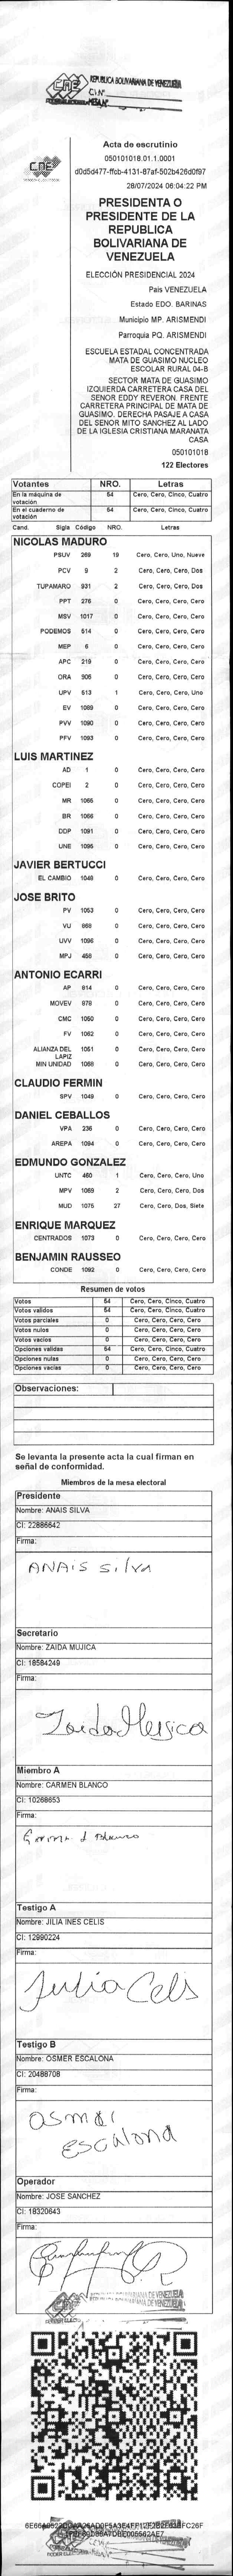 CNE
REPUBLICA BOLIVARIANA DE VENEZUELA
CNE
PODER ELECTORAL
Acta de escrutinio
050101018.01.1.0001
d0d5d477-ffcb-4131-87af-502b426d0f97
28/07/2024 06:04:22 PM
PRESIDENTA O
PRESIDENTE DE LA
REPUBLICA
BOLIVARIANA DE
VENEZUELA
ELECCIÓN PRESIDENCIAL 2024
Pais VENEZUELA
Estado EDO. BARINAS
Municipio MP. ARISMENDI
Parroquia PQ. ARISMENDI
ESCUELA ESTADAL CONCENTRADA
MATA DE GUASIMO NUCLEO
ESCOLAR RURAL 04-B
SECTOR MATA DE GUASIMO
IZQUIERDA CARRETERA CASA DEL
SENOR EDDY REVERON. FRENTE
CARRETERA PRINCIPAL DE MATA DE
GUASIMO. DERECHA PASAJE A CASA
DEL SENOR MITO SANCHEZ AL LADO
DE LA IGLESIA CRISTIANA MARANATA
CASA
050101018
122 Electores
Votantes NRO. Letras
En la máquina de votación 54 Cero, Cero, Cinco, Cuatro
En el cuaderno de votación 54 Cero, Cero, Cinco, Cuatro
Cand. Sigla Código NRO. Letras
NICOLAS MADURO
PSUV 269 19 Cero, Cero, Uno, Nueve
PCV 9 2 Cero, Cero, Cero, Dos
TUPAMARO 931 2 Cero, Cero, Cero, Dos
PPT 276 0 Cero, Cero, Cero, Cero
MSV 1017 0 Cero, Cero, Cero, Cero
PODEMOS 514 0 Cero, Cero, Cero, Cero
MEP 6 0 Cero, Cero, Cero, Cero
APC 219 0 Cero, Cero, Cero, Cero
ORA 906 0 Cero, Cero, Cero, Cero
UPV 513 1 Cero, Cero, Cero, Uno
EV 1089 0 Cero, Cero, Cero, Cero
PVV 1090 0 Cero, Cero, Cero, Cero
PFV 1093 0 Cero, Cero, Cero, Cero
LUIS MARTINEZ
AD 1 0 Cero, Cero, Cero, Cero
COPEI 2 0 Cero, Cero, Cero, Cero
MR 1065 0 Cero, Cero, Cero, Cero
BR 1066 0 Cero, Cero, Cero, Cero
DDP 1091 0 Cero, Cero, Cero, Cero
UNE 1095 0 Cero, Cero, Cero, Cero
JAVIER BERTUCCI
EL CAMBIO 1048 0 Cero, Cero, Cero, Cero
JOSE BRITO
PV 1053 0 Cero, Cero, Cero, Cero
VU 868 0 Cero, Cero, Cero, Cero
UVV 1096 0 Cero, Cero, Cero, Cero
MPJ 456 0 Cero, Cero, Cero, Cero
ANTONIO ECARRI
AP 814 0 Cero, Cero, Cero, Cero
MOVEV 878 0 Cero, Cero, Cero, Cero
CMC 1050 0 Cero, Cero, Cero, Cero
FV 1062 0 Cero, Cero, Cero, Cero
ALIANZA DEL LAPIZ 1051 0 Cero, Cero, Cero, Cero
MIN UNIDAD 1068 0 Cero, Cero, Cero, Cero
CLAUDIO FERMIN
SPV 1049 0 Cero, Cero, Cero, Cero
DANIEL CEBALLOS
VPA 236 0 Cero, Cero, Cero, Cero
AREPA 1094 0 Cero, Cero, Cero, Cero
EDMUNDO GONZALEZ
UNTC 460 1 Cero, Cero, Cero, Uno
MPV 1069 2 Cero, Cero, Cero, Dos
MUD 1075 27 Cero, Cero, Dos, Siete
ENRIQUE MARQUEZ
CENTRADOS 1073 0 Cero, Cero, Cero, Cero
BENJAMIN RAUSSEO
CONDE 1092 0 Cero, Cero, Cero, Cero
Resumen de votos
Votos 54 Cero, Cero, Cinco, Cuatro
Votos validos 54 Cero, Cero, Cinco, Cuatro
Votos parciales 0 Cero, Cero, Cero, Cero
Votos nulos 0 Cero, Cero, Cero, Cero
Votos vacios 0 Cero, Cero, Cero, Cero
Opciones validas 54 Cero, Cero, Cinco, Cuatro
Opciones nulas 0 Cero, Cero, Cero, Cero
Opciones vacias 0 Cero, Cero, Cero, Cero
Observaciones:
Se levanta la presente acta la cual firman en
señal de conformidad.
Miembros de la mesa electoral
Presidente
Nombre: ANAIS SILVA
CI: 22886642
Firma:
ANAIS SILVA
Secretario
Nombre: ZAIDA MUJICA
CI: 18584249
Firma:
Zaida Mujica
Miembro A
Nombre: CARMEN BLANCO
CI: 10268653
Firma:
Testigo A
Nombre: JILIA INES CELIS
CI: 12990224
Firma:
Julia Celis
Testigo B
Nombre: OSMER ESCALONA
CI: 20488708
Firma:
osmer
escalona
Operador
Nombre: JOSE SANCHEZ
CI: 18320643
Firma:
CNE
REPUBLICA BOLIVARIANA DE VENEZUELA
CNE
PODER ELECTORAL